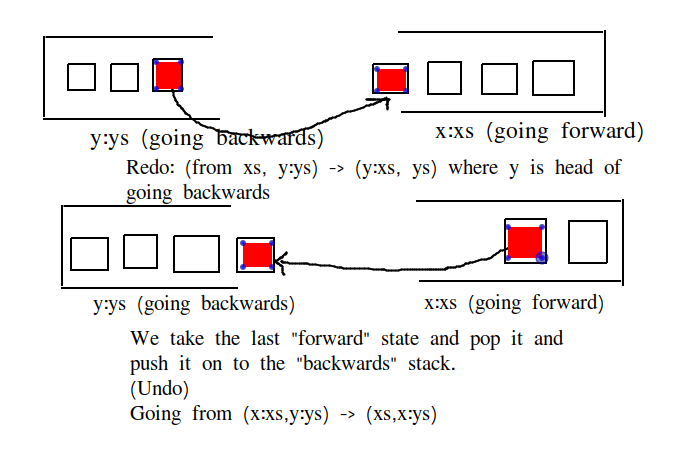 y:ys (going backwards)
x:xs (going forward)
Redo: (from xs, y:ys) -> (y:xs, ys) where y is head of
going backwards
y:ys (going backwards)
x:xs (going forward)
We take the last "forward" state and pop it and
push it on to the "backwards" stack.
(Undo)
Going from (x:xs,y:ys) -> (xs,x:ys)